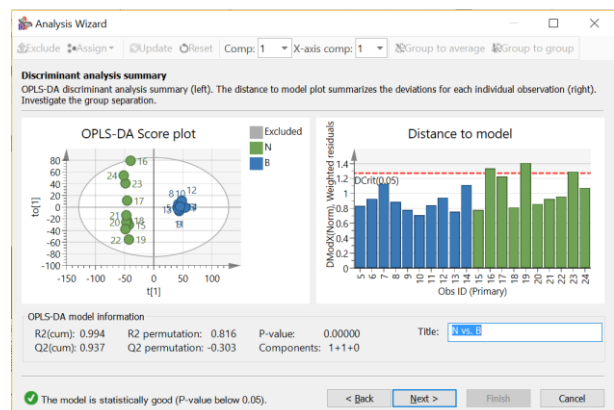 Analysis Wizard
Exclude Assign Update Reset Comp: 1 X-axis comp: 1 Group to average Group to group
Discriminant analysis summary
OPLS-DA discriminant analysis summary (left). The distance to model plot summarizes the deviations for each individual observation (right).
Investigate the group separation.
OPLS-DA Score plot
Excluded
N
B
to[1]
80
60
40
20
0
-20
-40
-60
-80
-100
16
24
23
17
21
18
20
15
22 19
8 10 12
-150 -100 -50 0 50 100
t[1]
Distance to model
DModX(Norm), Weighted residuals
1.4
1.2
1
0.8
0.6
0.4
0.2
0
DCrit(0.05)
5 6 7 8 9 10 11 12 13 14 15 16 17 18 19 20 21 22 23 24
Obs ID (Primary)
OPLS-DA model information
R2(cum): 0.994 R2 permutation: 0.816 P-value: 0.00000 Title: N vs. B
Q2(cum): 0.937 Q2 permutation: -0.303 Components: 1+1+0
The model is statistically good (P-value below 0.05).
< Back Next > Finish Cancel